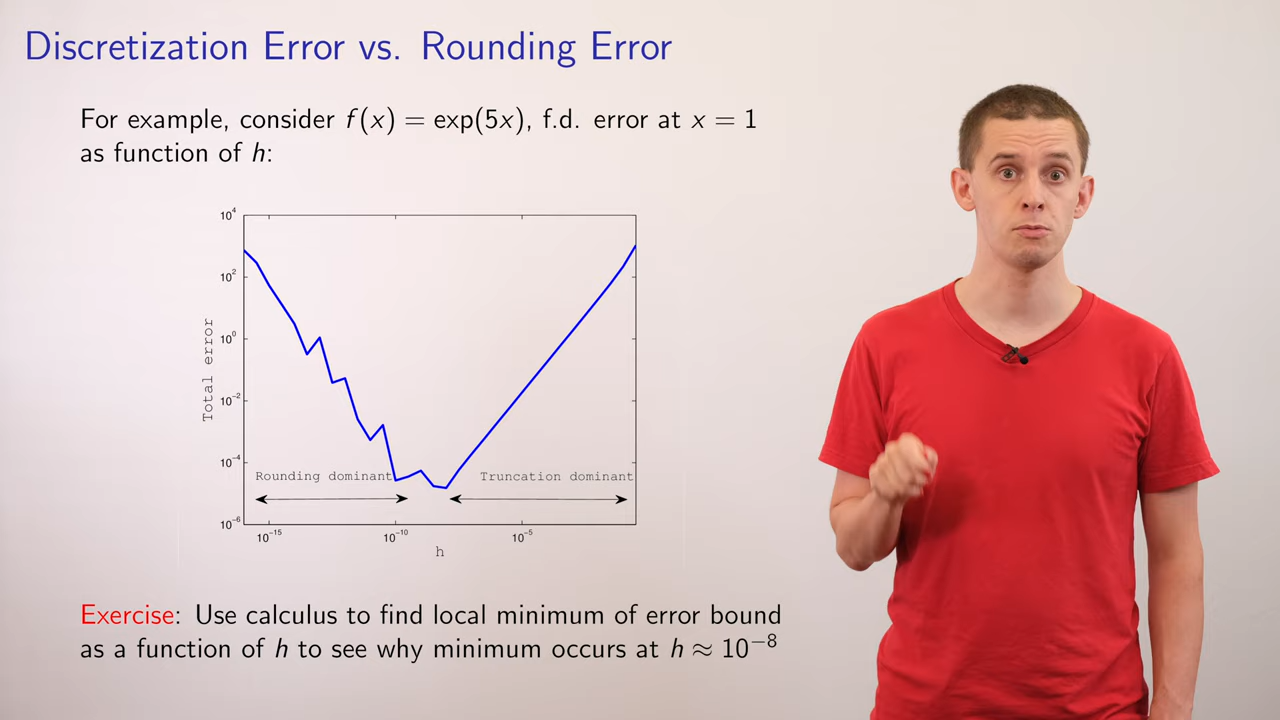 Discretization Error vs. Rounding Error
For example, consider f(x) = exp(5x), f.d. error at x = 1
as function of h:
10⁴
10²
10⁰
10⁻²
10⁻⁴
10⁻⁶
Total error
Rounding dominant
Truncation dominant
10⁻¹⁵
10⁻¹⁰
10⁻⁵
h
Exercise: Use calculus to find local minimum of error bound
as a function of h to see why minimum occurs at h ≈ 10⁻⁸